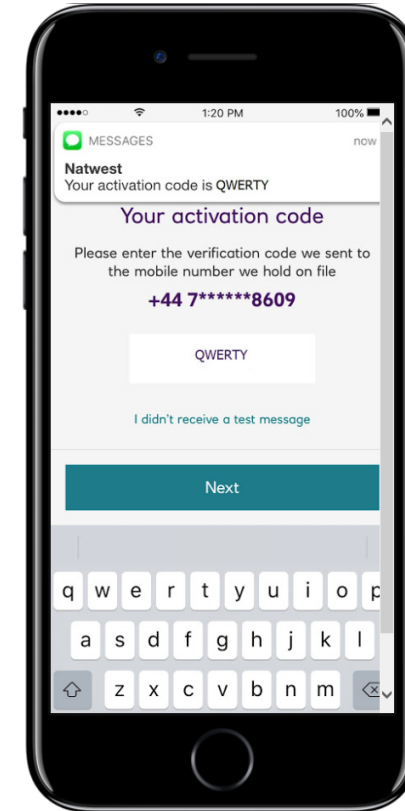 1:20 PM
100%
MESSAGES
now
Natwest
Your activation code is QWERTY
Your activation code
Please enter the verification code we sent to
the mobile number we hold on file
+44 7******8609
QWERTY
I didn't receive a test message
Next
q w e r t y u i o p
a s d f g h j k l
z x c v b n m